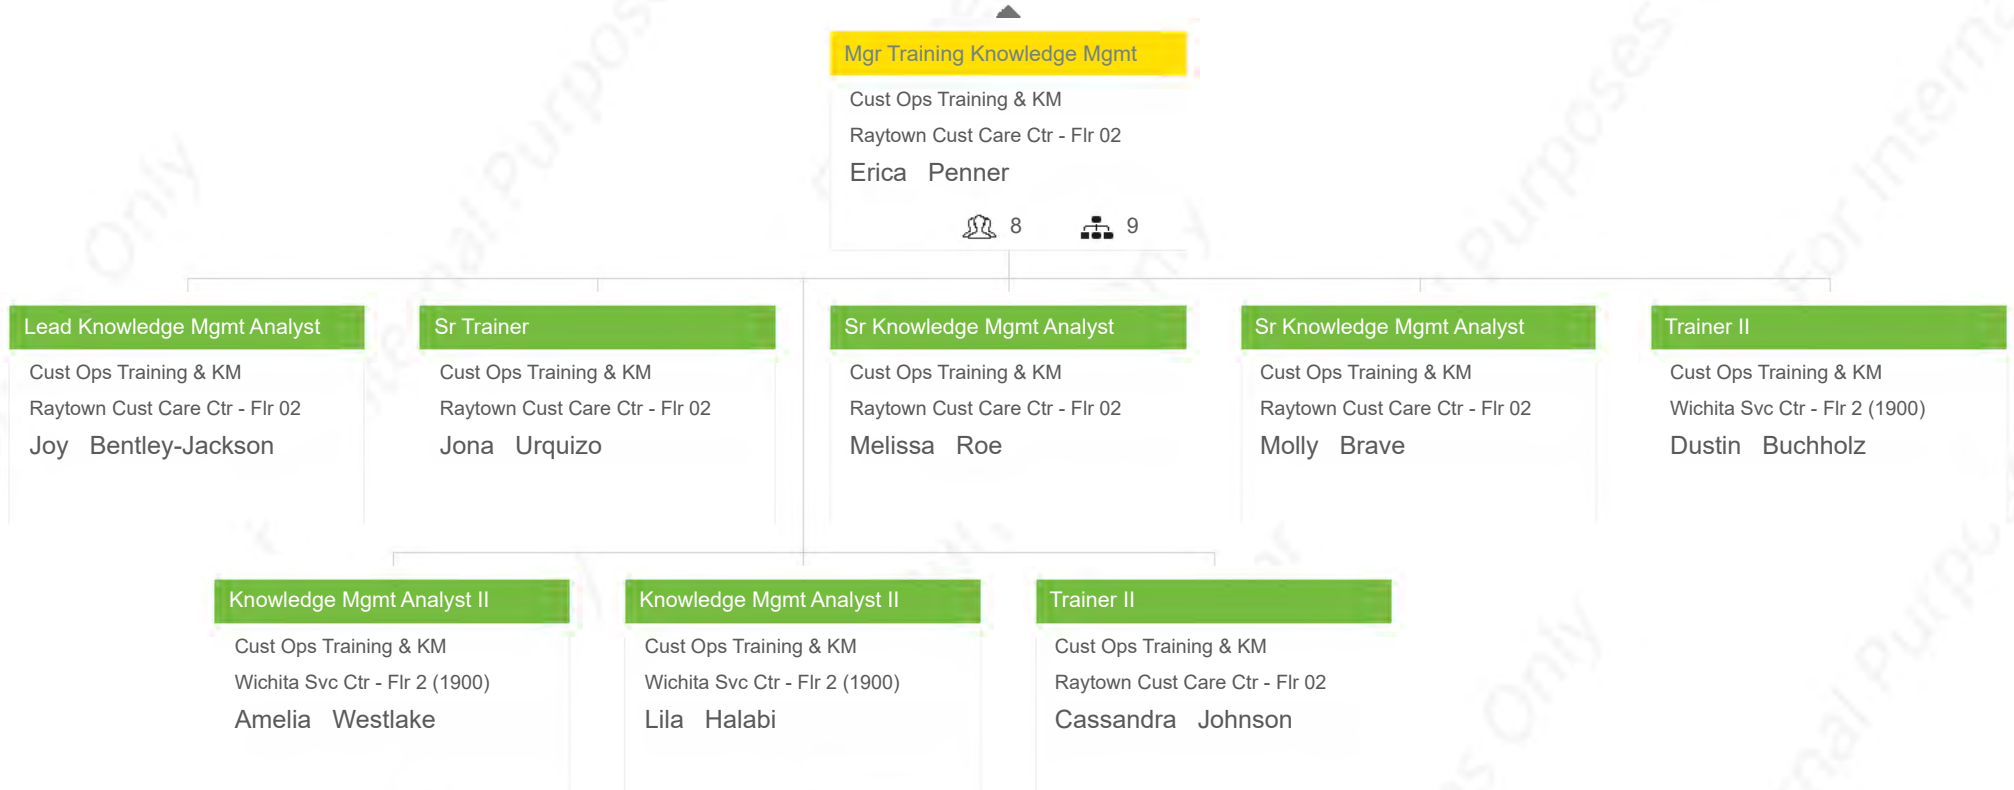 Mgr Training Knowledge Mgmt
Cust Ops Training & KM
Raytown Cust Care Ctr - Flr 02
Erica Penner
8 9
Lead Knowledge Mgmt Analyst
Cust Ops Training & KM
Raytown Cust Care Ctr - Flr 02
Joy Bentley-Jackson
Sr Trainer
Cust Ops Training & KM
Raytown Cust Care Ctr - Flr 02
Jona Urquizo
Sr Knowledge Mgmt Analyst
Cust Ops Training & KM
Raytown Cust Care Ctr - Flr 02
Melissa Roe
Sr Knowledge Mgmt Analyst
Cust Ops Training & KM
Raytown Cust Care Ctr - Flr 02
Molly Brave
Trainer II
Cust Ops Training & KM
Wichita Svc Ctr - Flr 2 (1900)
Dustin Buchholz
Knowledge Mgmt Analyst II
Cust Ops Training & KM
Wichita Svc Ctr - Flr 2 (1900)
Amelia Westlake
Knowledge Mgmt Analyst II
Cust Ops Training & KM
Wichita Svc Ctr - Flr 2 (1900)
Lila Halabi
Trainer II
Cust Ops Training & KM
Raytown Cust Care Ctr - Flr 02
Cassandra Johnson
Only
Purposes
Only